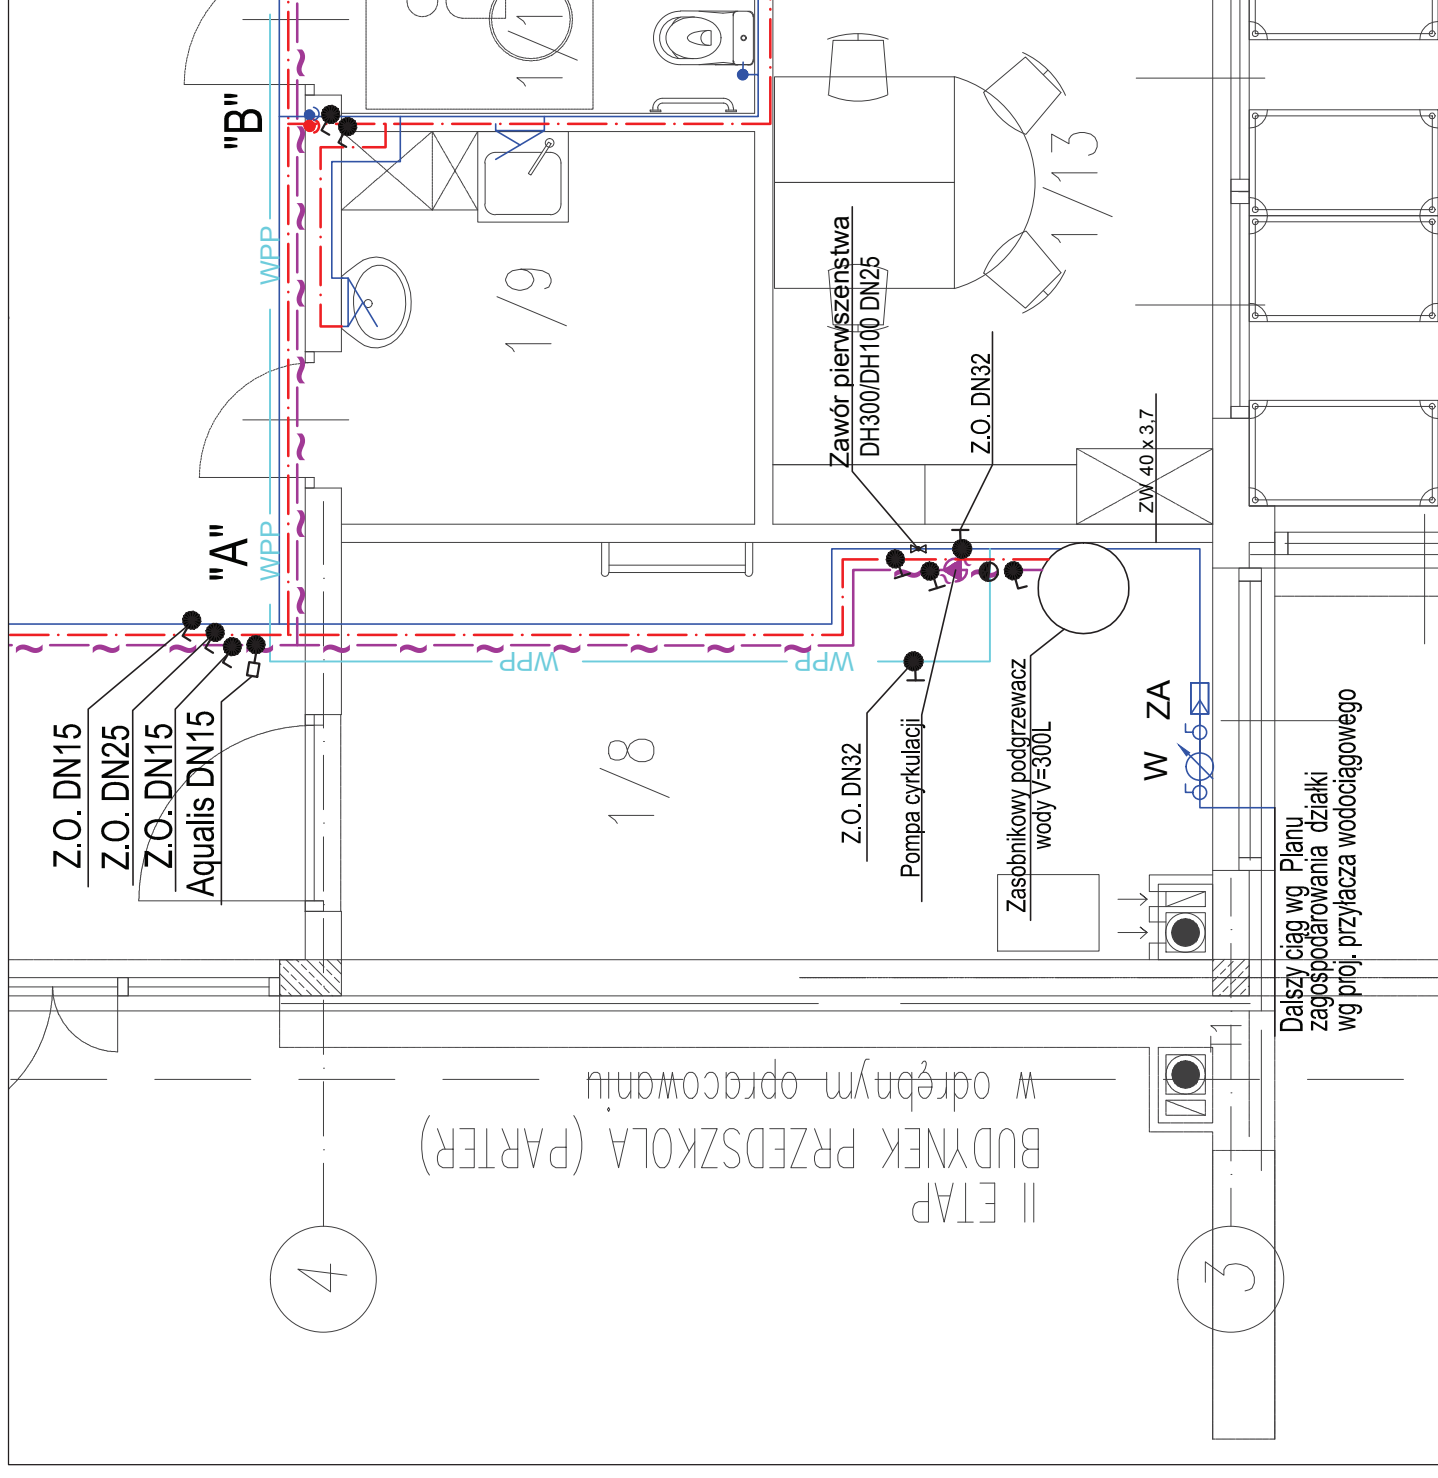 "B"
1/1
WPP
1/9
1/13
Zawór pierwszeństwa
DH300/DH100 DN25
Z.O. DN32
ZW 40 x 3,7
"A"
WPP
Z.O. DN15
Z.O. DN25
Z.O. DN15
Aqualis DN15
WPP
WPP
1/8
Z.O. DN32
Pompa cyrkulacji
Zasobnikowy podgrzewacz
wody V=300L
W
ZA
Dalszy ciąg wg Planu
zagospodarowania działki
wg proj. przyłacza wodociągowego
II ETAP
BUDYNEK PRZEDSZKOLA (PARTER)
w odrębnym opracowaniu
4
3